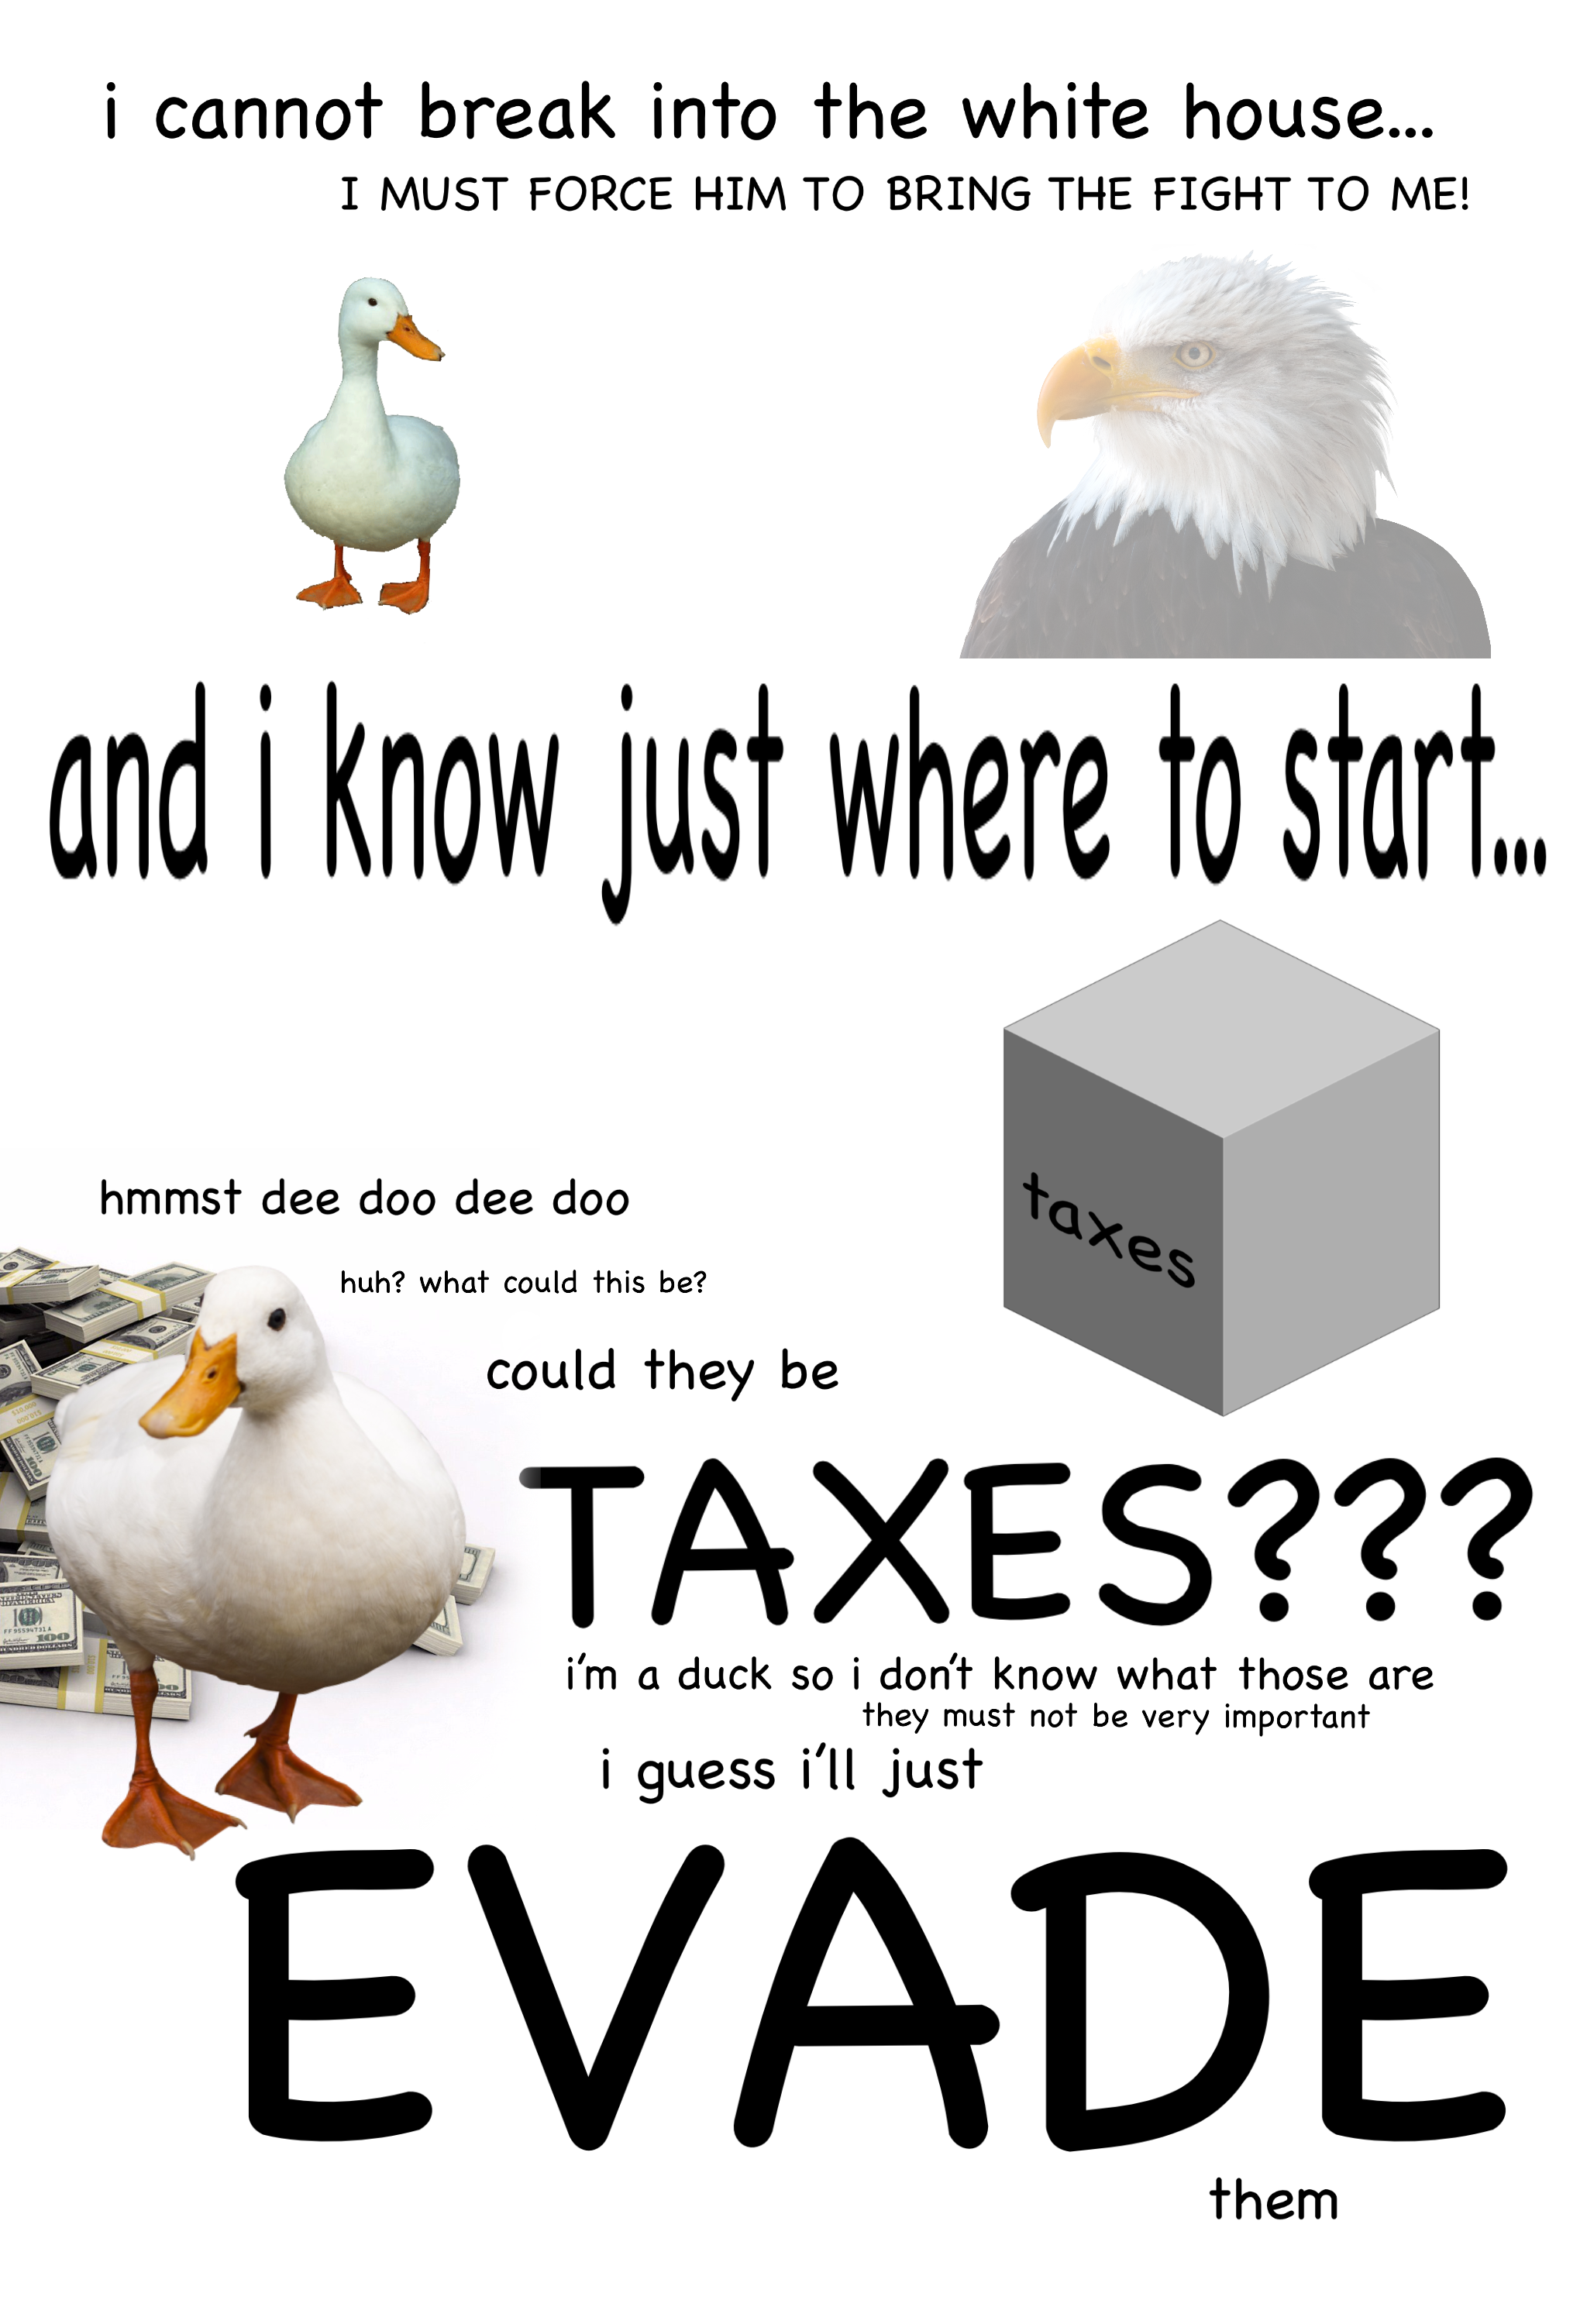 i cannot break into the white house...
I MUST FORCE HIM TO BRING THE FIGHT TO ME!
and i know just where to start...
taxes
hmmst dee doo dee doo
huh? what could this be?
could they be
TAXES???
i'm a duck so i don't know what those are
they must not be very important
i guess i'll just
EVADE
them